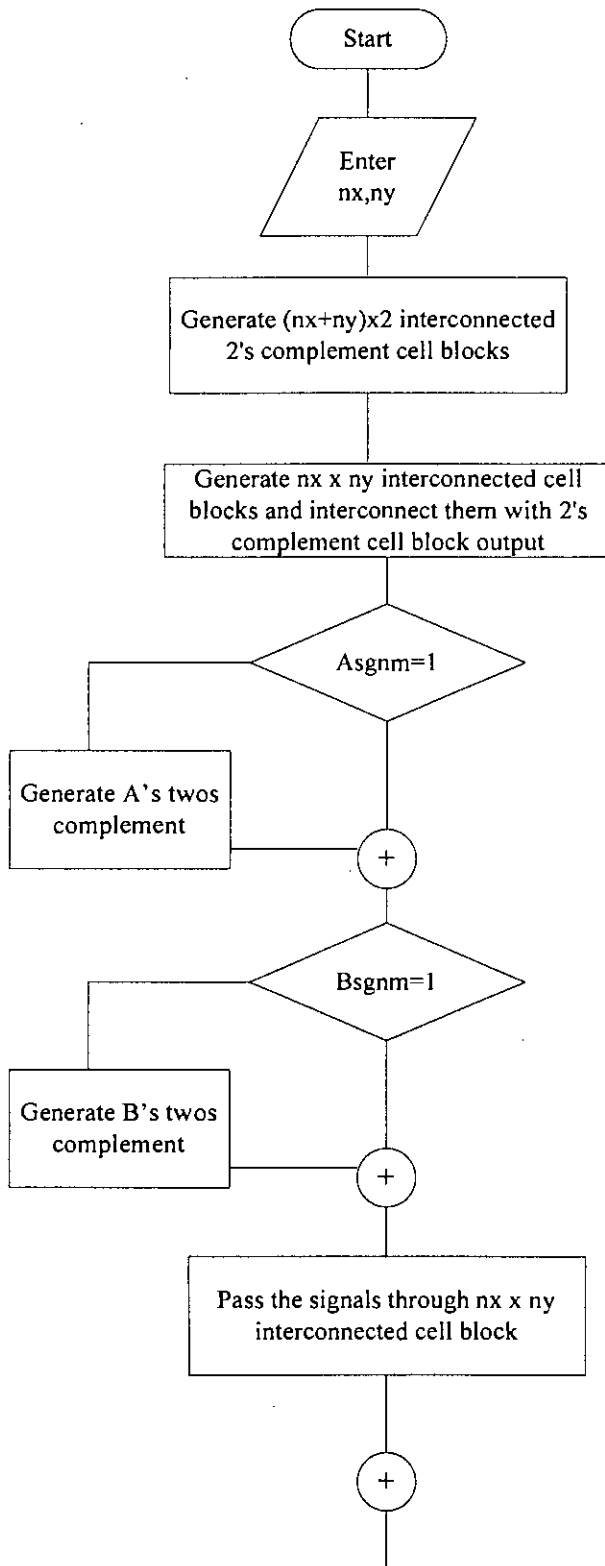 Start
Enter
nx,ny
Generate (nx+ny)x2 interconnected
2's complement cell blocks
Generate nx x ny interconnected cell
blocks and interconnect them with 2's
complement cell block output
Asgnm=1
Generate A's twos
complement
+
Bsgnm=1
Generate B's twos
complement
+
Pass the signals through nx x ny
interconnected cell block
+